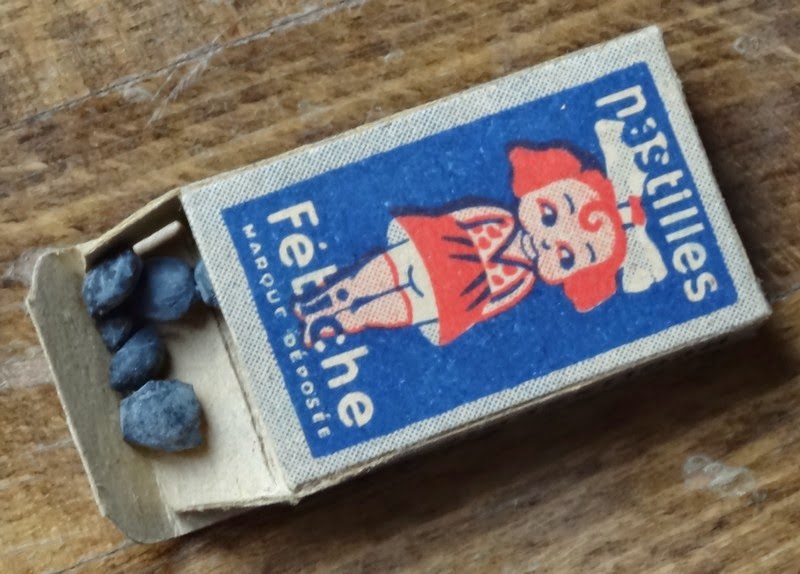 pastilles
Fétiche
MARQUE DÉPOSÉE